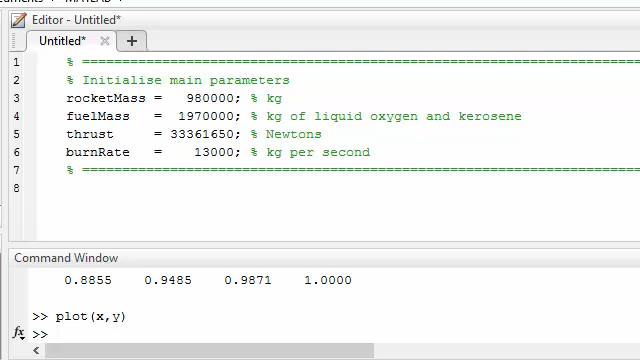 Editor - Untitled*
Untitled* × +
1 % ==================================================================
2 % Initialise main parameters
3 rocketMass =   980000; % kg
4 fuelMass   =  1970000; % kg of liquid oxygen and kerosene
5 thrust     = 33361650; % Newtons
6 burnRate   =    13000; % kg per second
7 % ==================================================================
8
Command Window
0.8855    0.9485    0.9871    1.0000
>> plot(x,y)
fx >>